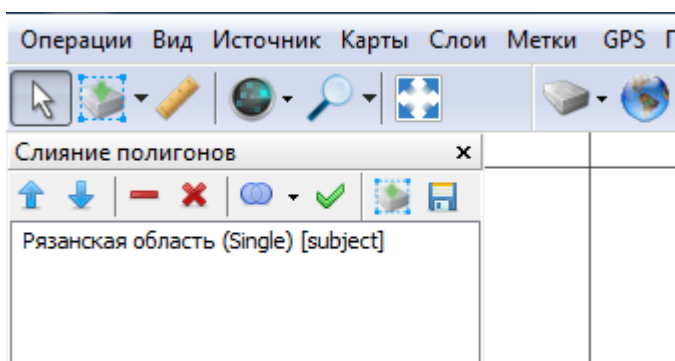 Операции Вид Источник Карты Слои Метки GPS
Слияние полигонов
Рязанская область (Single) [subject]